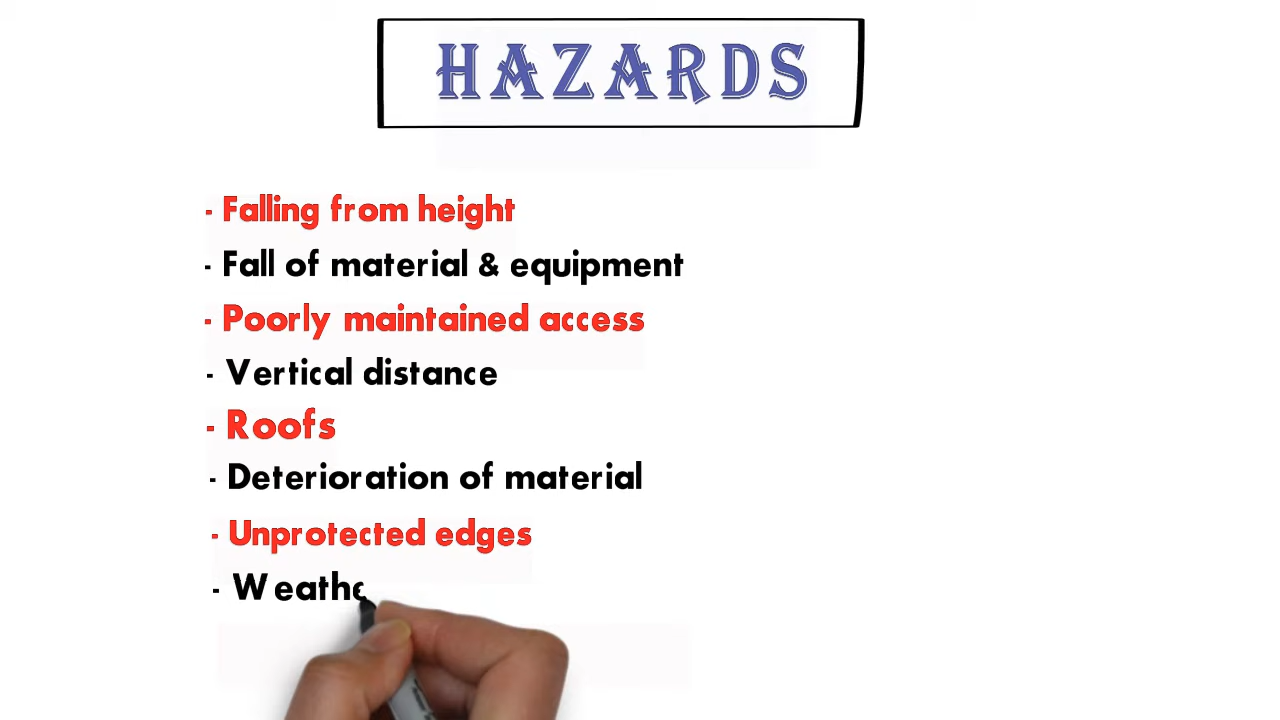 HAZARDS
- Falling from height
- Fall of material & equipment
- Poorly maintained access
- Vertical distance
- Roofs
- Deterioration of material
- Unprotected edges
-